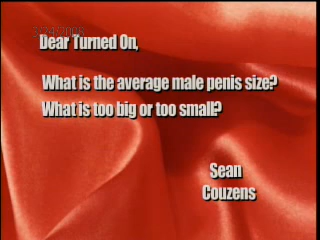 Dear Turned On,
What is the average male penis size?
What is too big or too small?
Sean
Couzens